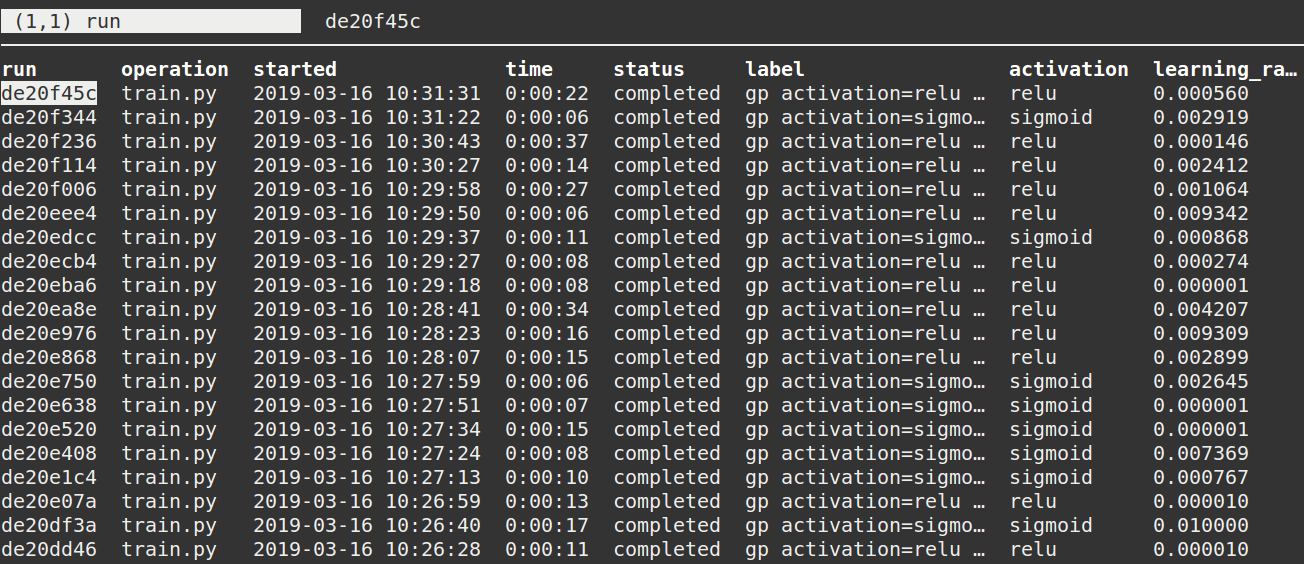 (1,1) run de20f45c
run operation started time status label activation learning_ra…
de20f45c train.py 2019-03-16 10:31:31 0:00:22 completed gp activation=relu … relu 0.000560
de20f344 train.py 2019-03-16 10:31:22 0:00:06 completed gp activation=sigmo… sigmoid 0.002919
de20f236 train.py 2019-03-16 10:30:43 0:00:37 completed gp activation=relu … relu 0.000146
de20f114 train.py 2019-03-16 10:30:27 0:00:14 completed gp activation=relu … relu 0.002412
de20f006 train.py 2019-03-16 10:29:58 0:00:27 completed gp activation=relu … relu 0.001064
de20eee4 train.py 2019-03-16 10:29:50 0:00:06 completed gp activation=relu … relu 0.009342
de20edcc train.py 2019-03-16 10:29:37 0:00:11 completed gp activation=sigmo… sigmoid 0.000868
de20ecb4 train.py 2019-03-16 10:29:27 0:00:08 completed gp activation=relu … relu 0.000274
de20eba6 train.py 2019-03-16 10:29:18 0:00:08 completed gp activation=relu … relu 0.000001
de20ea8e train.py 2019-03-16 10:28:41 0:00:34 completed gp activation=relu … relu 0.004207
de20e976 train.py 2019-03-16 10:28:23 0:00:16 completed gp activation=relu … relu 0.009309
de20e868 train.py 2019-03-16 10:28:07 0:00:15 completed gp activation=relu … relu 0.002899
de20e750 train.py 2019-03-16 10:27:59 0:00:06 completed gp activation=sigmo… sigmoid 0.002645
de20e638 train.py 2019-03-16 10:27:51 0:00:07 completed gp activation=sigmo… sigmoid 0.000001
de20e520 train.py 2019-03-16 10:27:34 0:00:15 completed gp activation=sigmo… sigmoid 0.000001
de20e408 train.py 2019-03-16 10:27:24 0:00:08 completed gp activation=sigmo… sigmoid 0.007369
de20e1c4 train.py 2019-03-16 10:27:13 0:00:10 completed gp activation=sigmo… sigmoid 0.000767
de20e07a train.py 2019-03-16 10:26:59 0:00:13 completed gp activation=relu … relu 0.000010
de20df3a train.py 2019-03-16 10:26:40 0:00:17 completed gp activation=sigmo… sigmoid 0.010000
de20dd46 train.py 2019-03-16 10:26:28 0:00:11 completed gp activation=relu … relu 0.000010